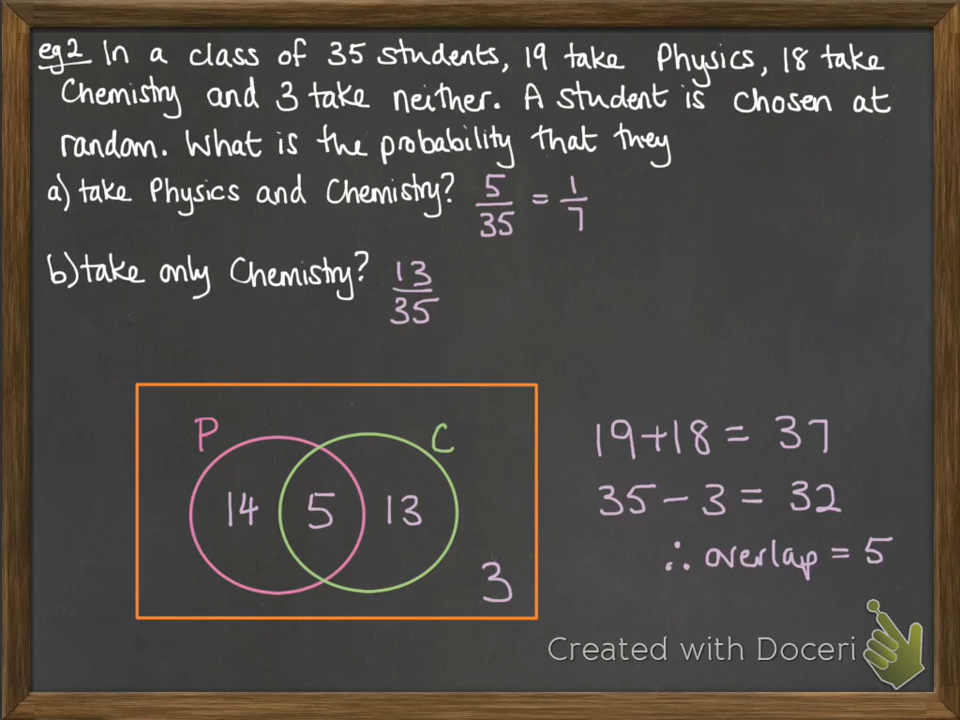 eg2 In a class of 35 students, 19 take Physics, 18 take
Chemistry and 3 take neither. A student is chosen at
random. What is the probability that they
a) take Physics and Chemistry? 5/35 = 1/7
b) take only Chemistry? 13/35
P C
14 5 13
3
19+18 = 37
35 - 3 = 32
∴ overlap = 5
Created with Doceri